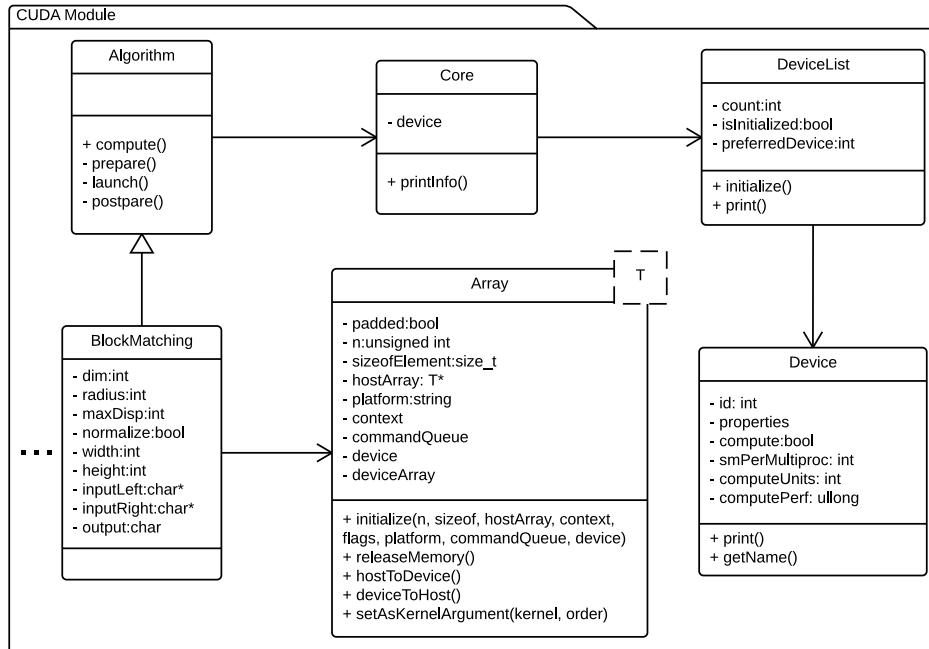 CUDA Module
Algorithm
+ compute()
- prepare()
- launch()
- postpare()
Core
- device
+ printInfo()
DeviceList
- count:int
- isInitialized:bool
- preferredDevice:int
+ initialize()
+ print()
BlockMatching
- dim:int
- radius:int
- maxDisp:int
- normalize:bool
- width:int
- height:int
- inputLeft:char*
- inputRight:char*
- output:char
Array
T
- padded:bool
- n:unsigned int
- sizeofElement:size_t
- hostArray: T*
- platform:string
- context
- commandQueue
- device
- deviceArray
+ initialize(n, sizeof, hostArray, context,
flags, platform, commandQueue, device)
+ releaseMemory()
+ hostToDevice()
+ deviceToHost()
+ setAsKernelArgument(kernel, order)
Device
- id: int
- properties
- compute:bool
- smPerMultiproc: int
- computeUnits: int
- computePerf: ullong
+ print()
+ getName()